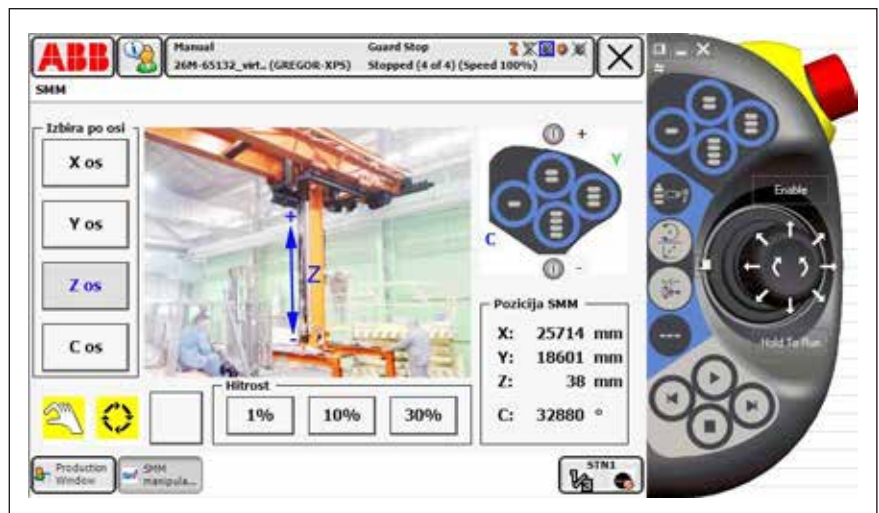 ABB
Manual
26M-65132_virt.. (GREGOR-XPS)
Guard Stop
Stopped (4 of 4) (Speed 100%)
SMM
Izbira po osi
X os
Y os
Z os
C os
+
Z
-
+
Y
C
-
Pozicija SMM
X: 25714 mm
Y: 18601 mm
Z: 38 mm
C: 32880 °
Hitrost
1% 10% 30%
Enable
Hold To Run
Production
Window
SMM
manipula...
STN1